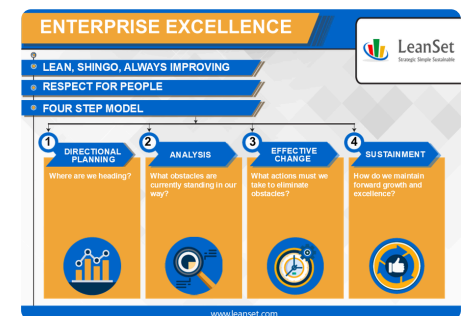 ENTERPRISE EXCELLENCE
LeanSet
Strategic Simple Sustainable
LEAN, SHINGO, ALWAYS IMPROVING
RESPECT FOR PEOPLE
FOUR STEP MODEL
1
DIRECTIONAL
PLANNING
Where are we heading?
2
ANALYSIS
What obstacles are
currently standing in our
way?
3
EFFECTIVE
CHANGE
What actions must we
take to eliminate
obstacles?
4
SUSTAINMENT
How do we maintain
forward growth and
excellence?
www.leanset.com